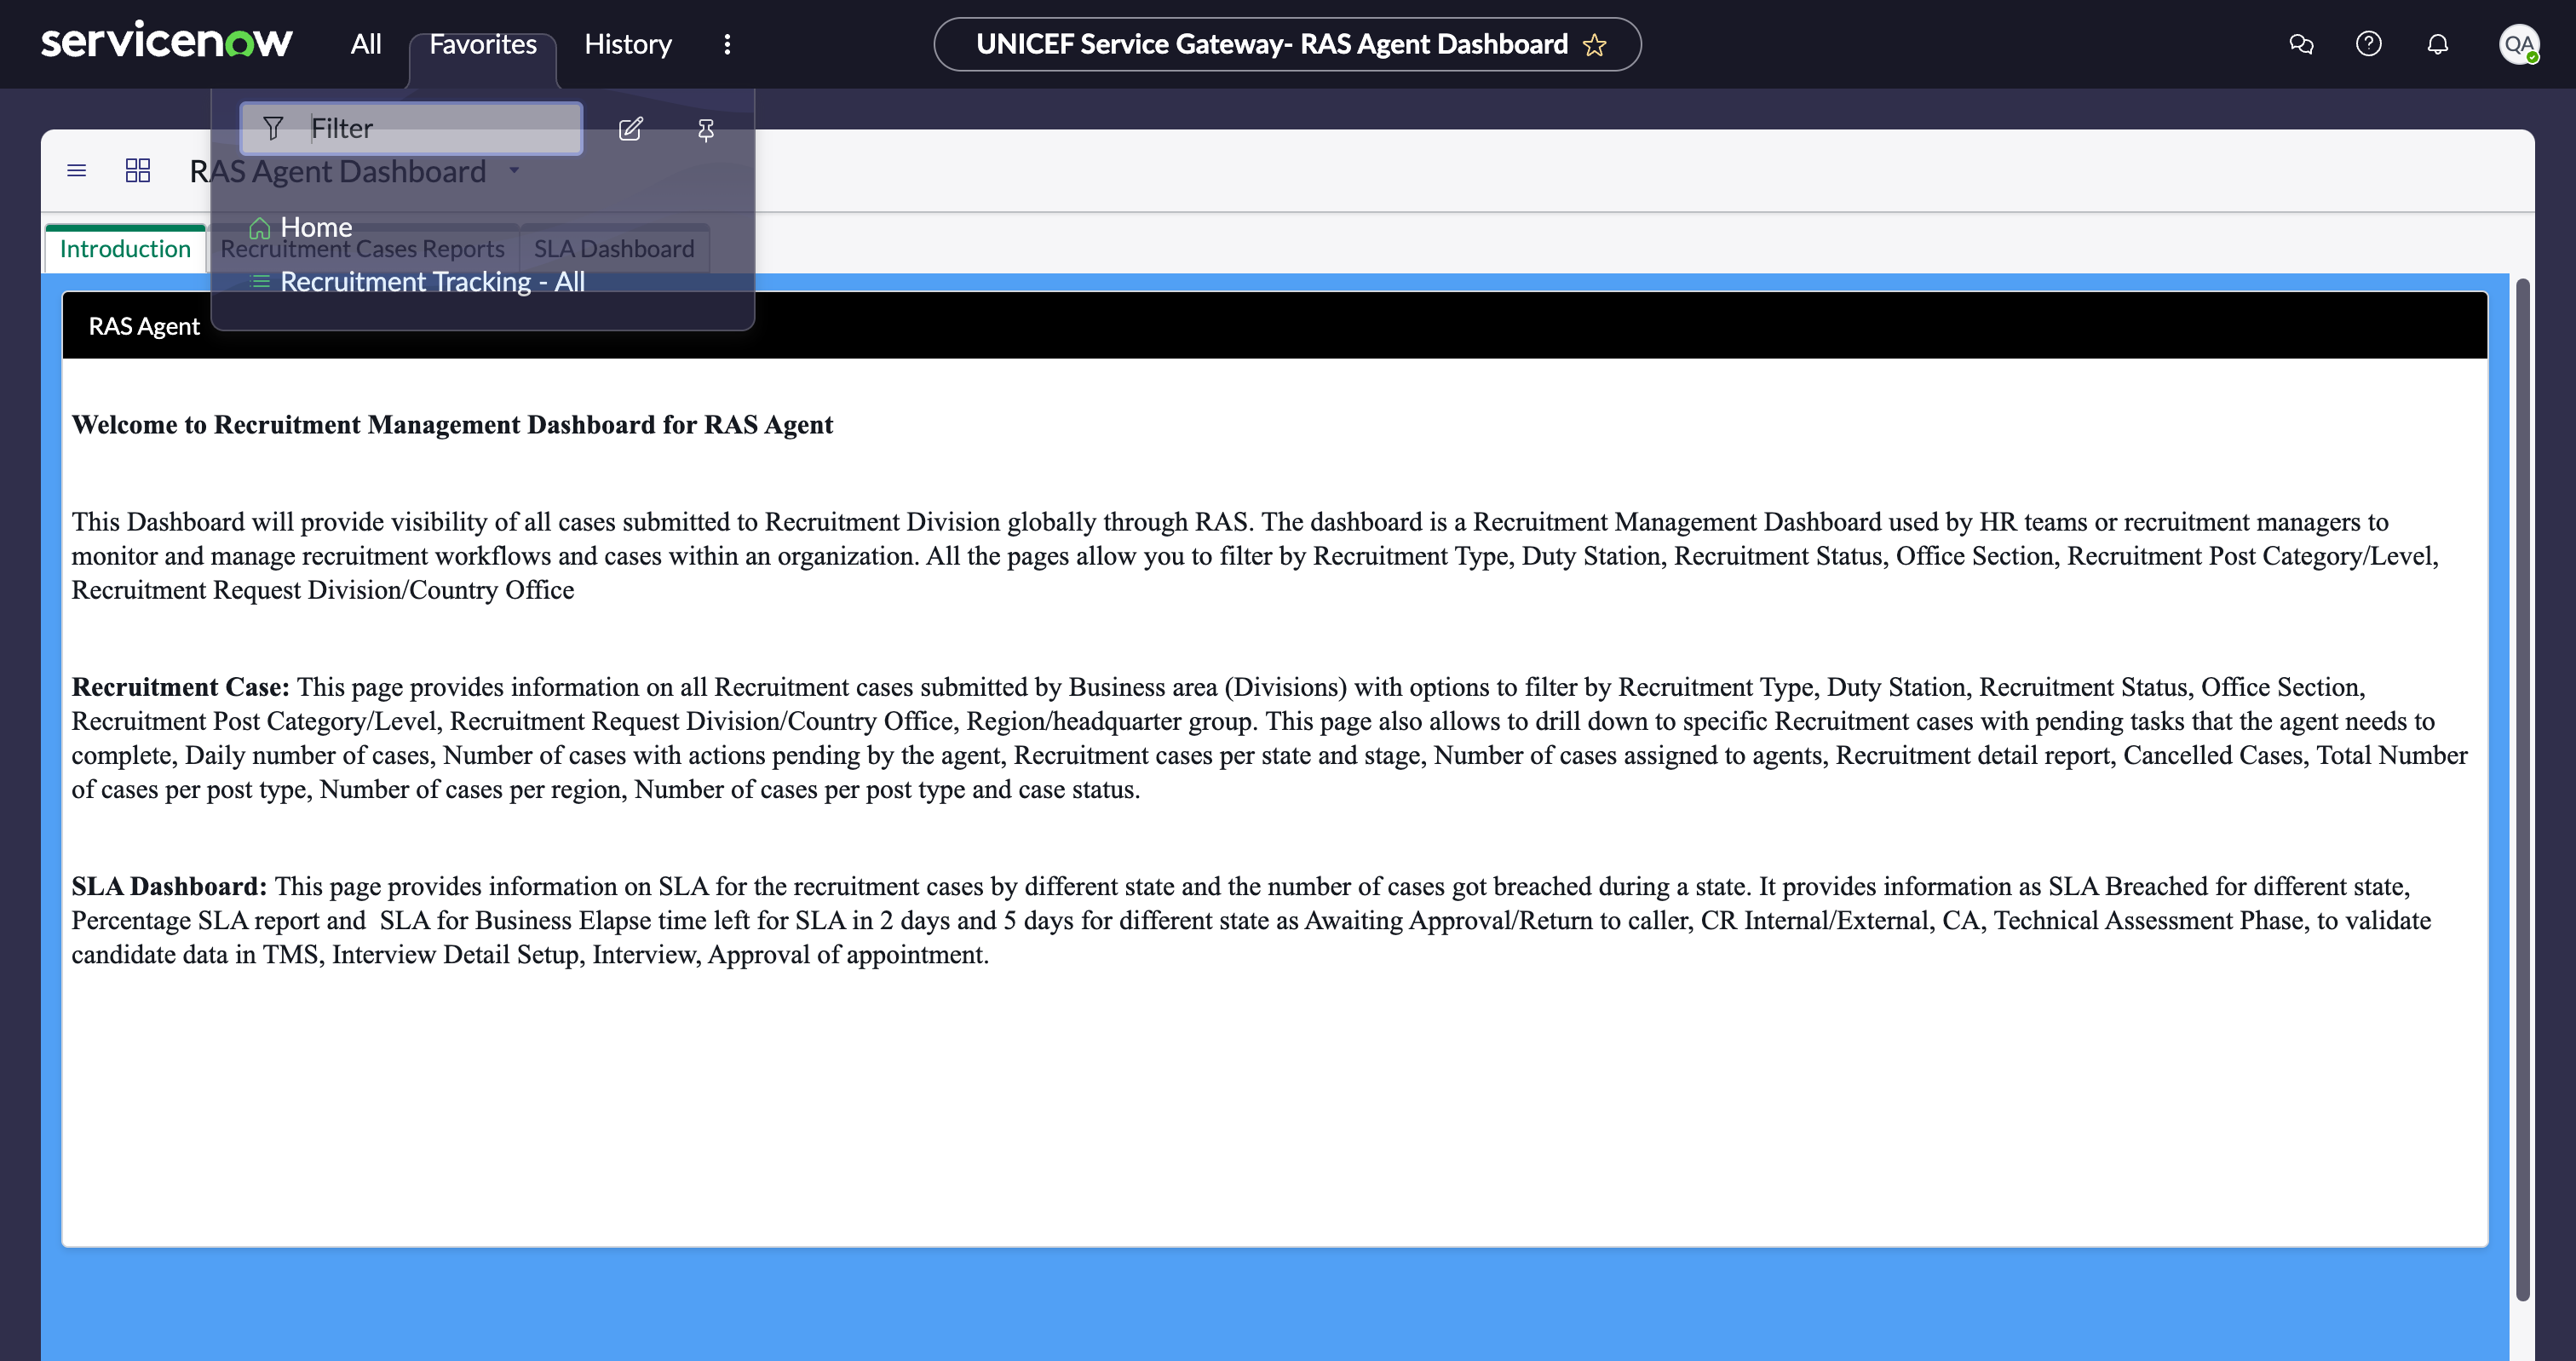 servicenow All Favorites History UNICEF Service Gateway- RAS Agent Dashboard QA
Filter
RAS Agent Dashboard
Home
Introduction Recruitment Cases Reports SLA Dashboard
Recruitment Tracking - All
RAS Agent
Welcome to Recruitment Management Dashboard for RAS Agent
This Dashboard will provide visibility of all cases submitted to Recruitment Division globally through RAS. The dashboard is a Recruitment Management Dashboard used by HR teams or recruitment managers to
monitor and manage recruitment workflows and cases within an organization. All the pages allow you to filter by Recruitment Type, Duty Station, Recruitment Status, Office Section, Recruitment Post Category/Level,
Recruitment Request Division/Country Office
Recruitment Case: This page provides information on all Recruitment cases submitted by Business area (Divisions) with options to filter by Recruitment Type, Duty Station, Recruitment Status, Office Section,
Recruitment Post Category/Level, Recruitment Request Division/Country Office, Region/headquarter group. This page also allows to drill down to specific Recruitment cases with pending tasks that the agent needs to
complete, Daily number of cases, Number of cases with actions pending by the agent, Recruitment cases per state and stage, Number of cases assigned to agents, Recruitment detail report, Cancelled Cases, Total Number
of cases per post type, Number of cases per region, Number of cases per post type and case status.
SLA Dashboard: This page provides information on SLA for the recruitment cases by different state and the number of cases got breached during a state. It provides information as SLA Breached for different state,
Percentage SLA report and  SLA for Business Elapse time left for SLA in 2 days and 5 days for different state as Awaiting Approval/Return to caller, CR Internal/External, CA, Technical Assessment Phase, to validate
candidate data in TMS, Interview Detail Setup, Interview, Approval of appointment.